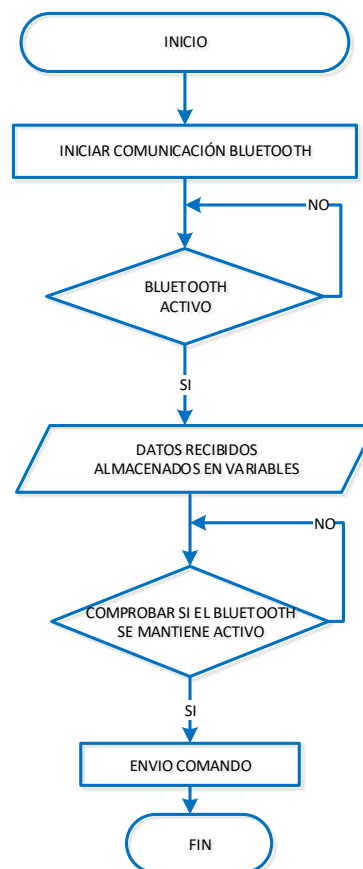 INICIO
INICIAR COMUNICACIÓN BLUETOOTH
NO
BLUETOOTH
ACTIVO
SI
DATOS RECIBIDOS
ALMACENADOS EN VARIABLES
NO
COMPROBAR SI EL BLUETOOTH
SE MANTIENE ACTIVO
SI
ENVIO COMANDO
FIN